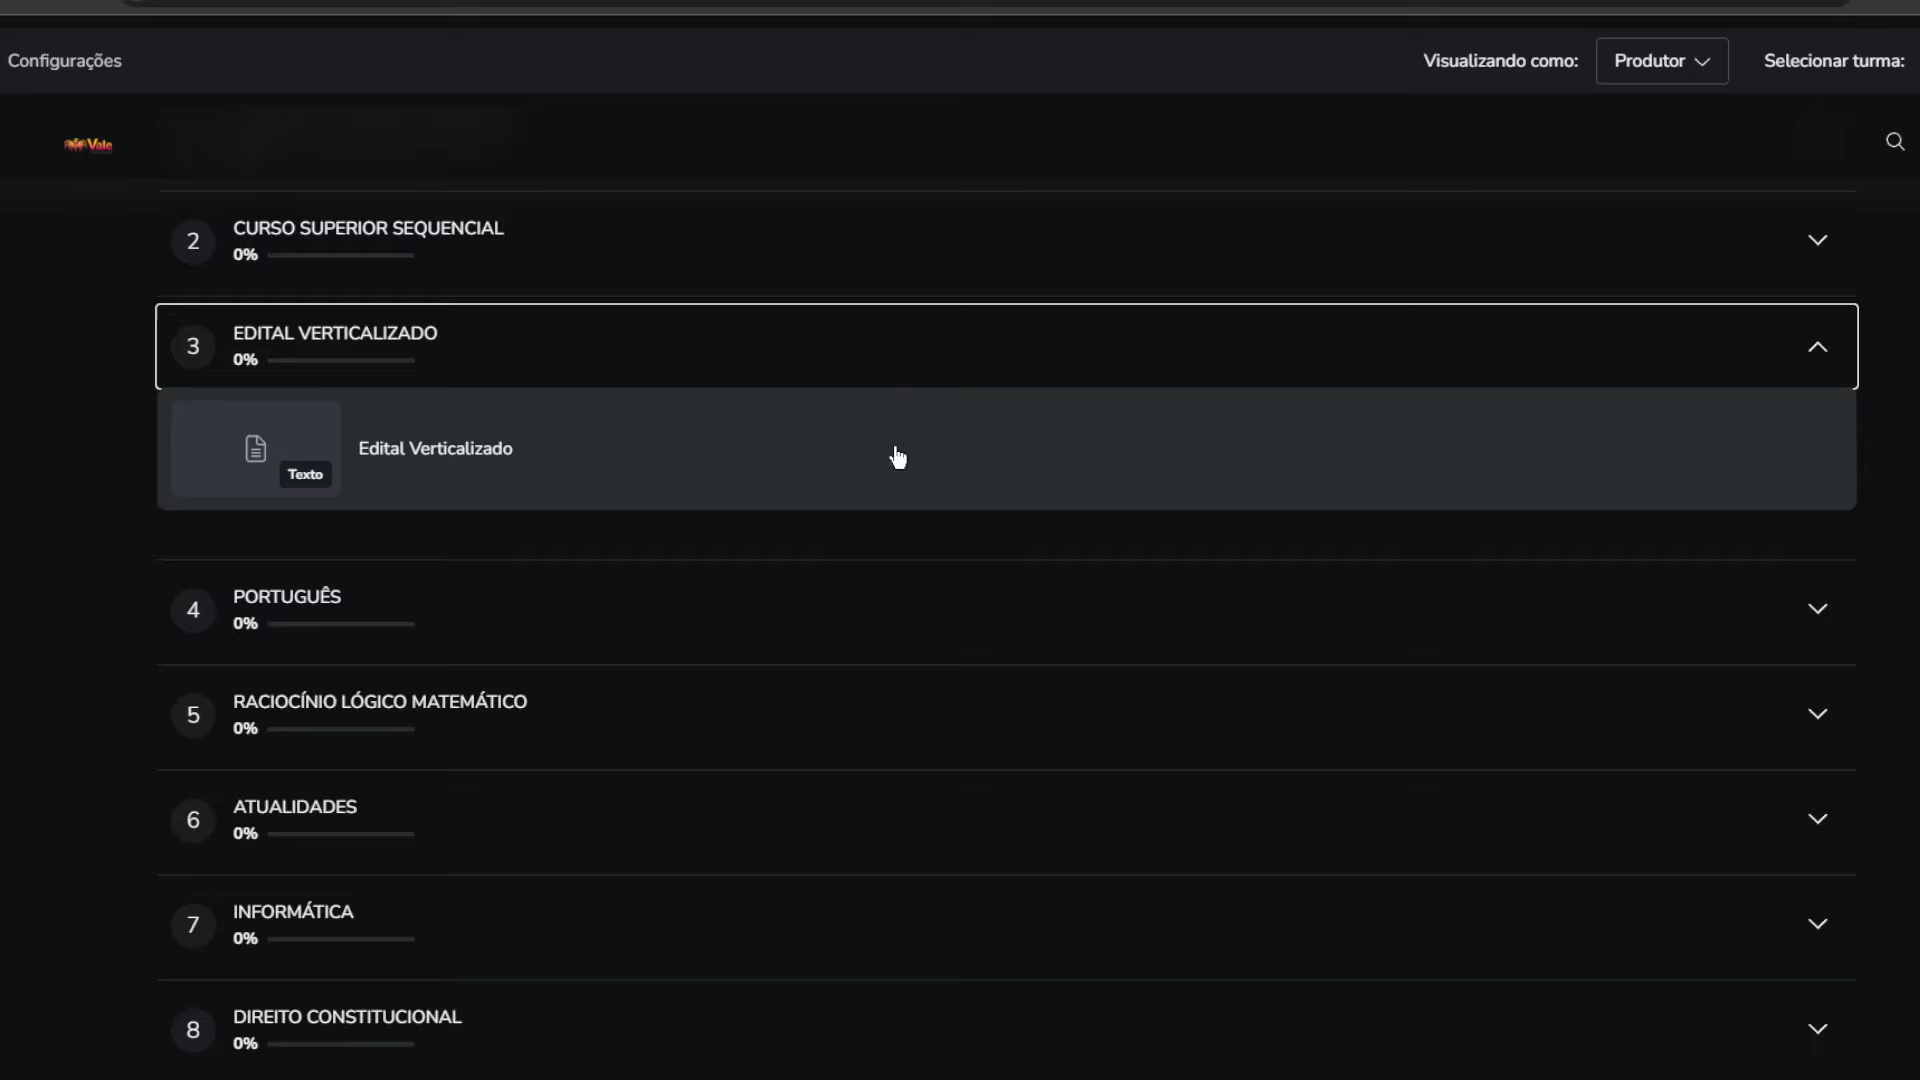 Configurações
Visualizando como: Produtor Selecionar turma:
Vale
2 CURSO SUPERIOR SEQUENCIAL
0%
3 EDITAL VERTICALIZADO
0%
Texto
Edital Verticalizado
4 PORTUGUÊS
0%
5 RACIOCÍNIO LÓGICO MATEMÁTICO
0%
6 ATUALIDADES
0%
7 INFORMÁTICA
0%
8 DIREITO CONSTITUCIONAL
0%